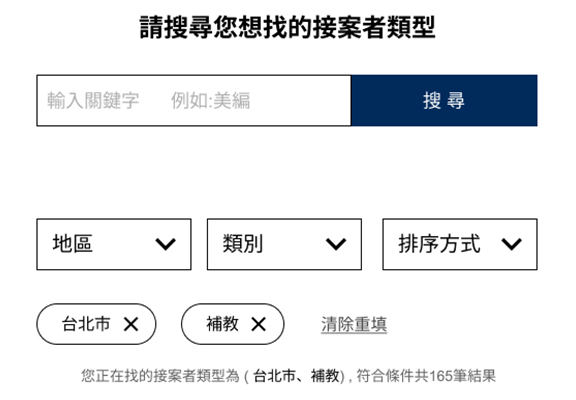 請搜尋您想找的接案者類型
輸入關鍵字 例如:美編 搜尋
地區 類別 排序方式
台北市 補教 清除重填
您正在找的接案者類型為 ( 台北市、補教) , 符合條件共165筆結果